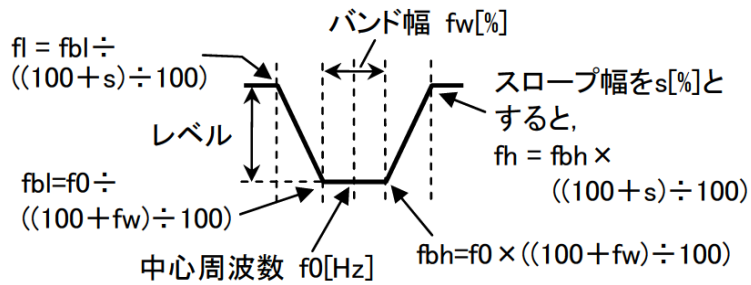 バンド幅 fw[%]
fl = fbl÷
((100+s)÷100)
スロープ幅をs[%]と
すると,
fh = fbh×
((100+s)÷100)
レベル
fbl=f0÷
((100+fw)÷100)
中心周波数 f0[Hz]
fbh=f0×((100+fw)÷100)